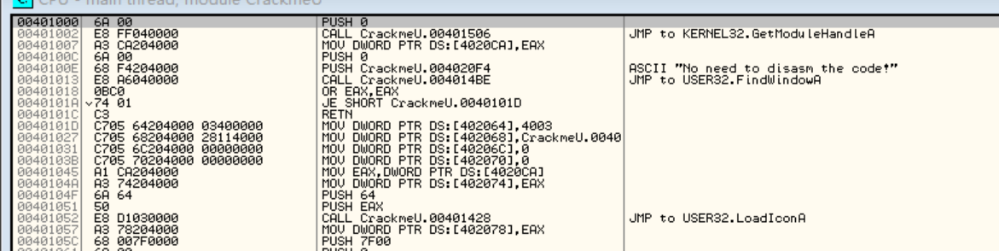 CPU - main thread, module CrackmeU
00401000 6A 00 PUSH 0
00401002 E8 FF040000 CALL CrackmeU.00401506 JMP to KERNEL32.GetModuleHandleA
00401007 A3 CA204000 MOV DWORD PTR DS:[4020CA],EAX
0040100C 6A 00 PUSH 0
0040100E 68 F4204000 PUSH CrackmeU.004020F4 ASCII "No need to disasm the code!"
00401013 E8 A6040000 CALL CrackmeU.004014BE JMP to USER32.FindWindowA
00401018 0BC0 OR EAX,EAX
0040101A 74 01 JE SHORT CrackmeU.0040101D
0040101C C3 RETN
0040101D C705 64204000 03400000 MOV DWORD PTR DS:[402064],4003
00401027 C705 68204000 28114000 MOV DWORD PTR DS:[402068],CrackmeU.0040
00401031 C705 6C204000 00000000 MOV DWORD PTR DS:[40206C],0
0040103B C705 70204000 00000000 MOV DWORD PTR DS:[402070],0
00401045 A1 CA204000 MOV EAX,DWORD PTR DS:[4020CA]
0040104A A3 74204000 MOV DWORD PTR DS:[402074],EAX
0040104F 6A 64 PUSH 64
00401051 50 PUSH EAX
00401052 E8 D1030000 CALL CrackmeU.00401428 JMP to USER32.LoadIconA
00401057 A3 78204000 MOV DWORD PTR DS:[402078],EAX
0040105C 68 007F0000 PUSH 7F00